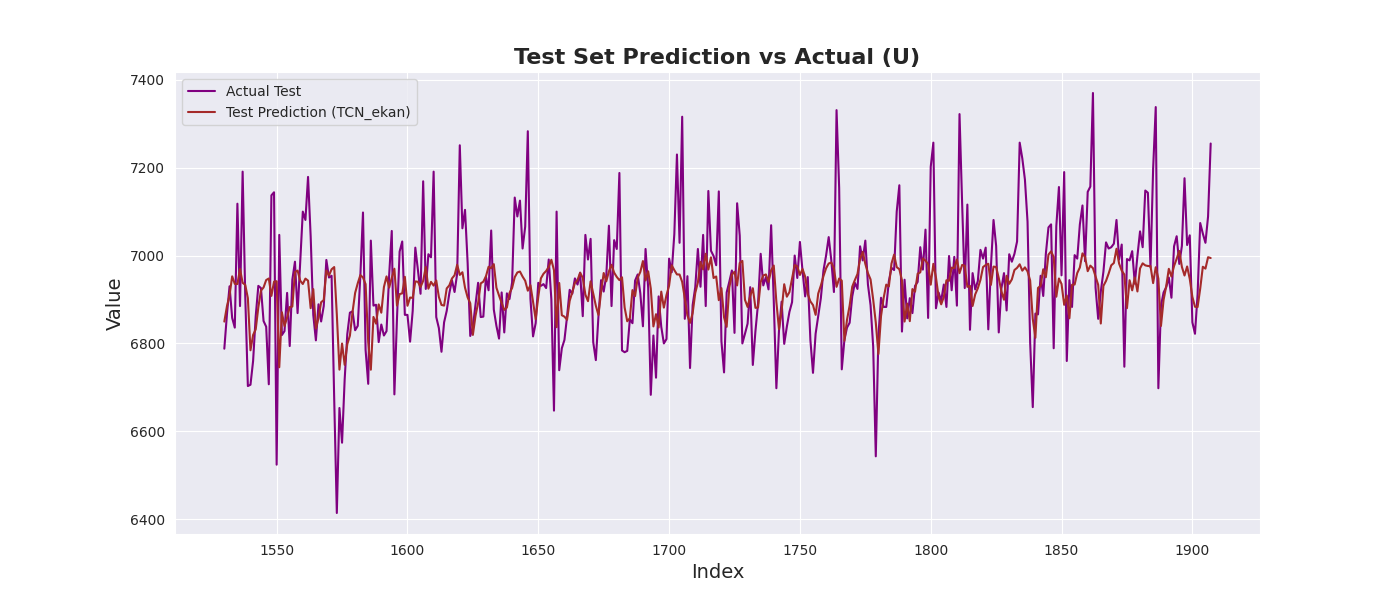 Test Set Prediction vs Actual (U)
Actual Test
Test Prediction (TCN_ekan)
7400
7200
7000
6800
6600
6400
Value
1550 1600 1650 1700 1750 1800 1850 1900
Index